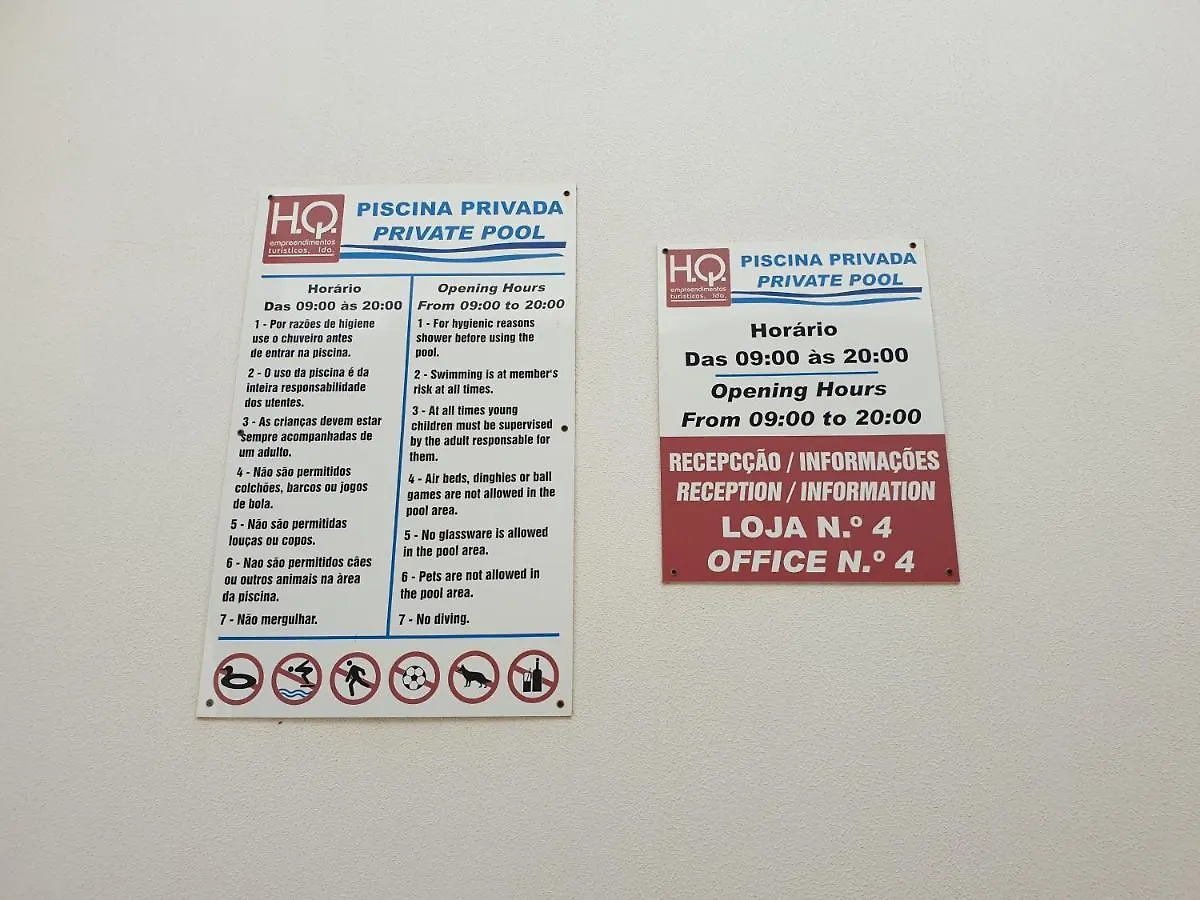 H.Q.
empreendimentos
turísticos, lda.
PISCINA PRIVADA
PRIVATE POOL
Horário
Das 09:00 às 20:00
1 - Por razões de higiene
use o chuveiro antes
de entrar na piscina.
2 - O uso da piscina é da
inteira responsabilidade
dos utentes.
3 - As crianças devem estar
sempre acompanhadas de
um adulto.
4 - Não são permitidos
colchões, barcos ou jogos
de bola.
5 - Não são permitidas
louças ou copos.
6 - Nao são permitidos cães
ou outros animais na àrea
da piscina.
7 - Não mergulhar.
Opening Hours
From 09:00 to 20:00
1 - For hygienic reasons
shower before using the
pool.
2 - Swimming is at member's
risk at all times.
3 - At all times young
children must be supervised
by the adult responsable for
them.
4 - Air beds, dinghies or ball
games are not allowed in the
pool area.
5 - No glassware is allowed
in the pool area.
6 - Pets are not allowed in
the pool area.
7 - No diving.
H.Q.
empreendimentos
turísticos, lda.
PISCINA PRIVADA
PRIVATE POOL
Horário
Das 09:00 às 20:00
Opening Hours
From 09:00 to 20:00
RECEPCÇÃO / INFORMAÇÕES
RECEPTION / INFORMATION
LOJA N.º 4
OFFICE N.º 4